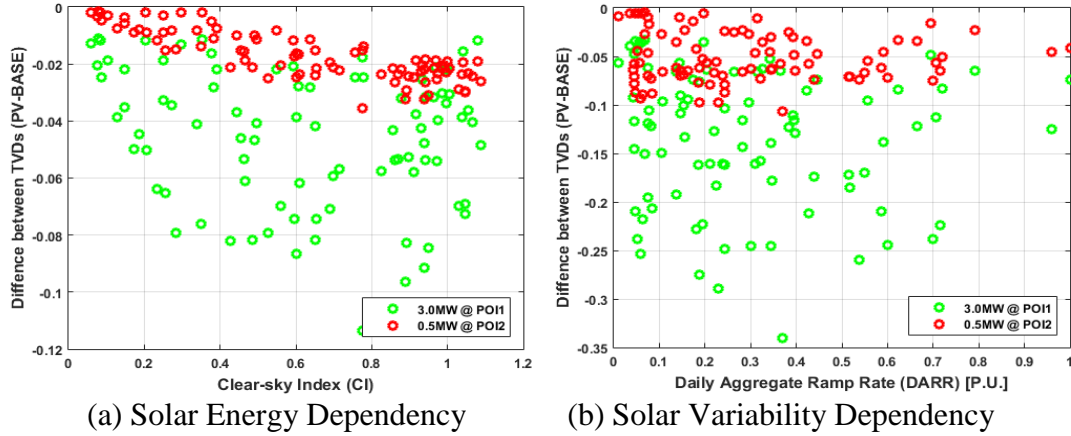 0
-0.02
-0.04
-0.06
-0.08
-0.1
-0.12
0 0.2 0.4 0.6 0.8 1 1.2
Diffence between TVDs (PV-BASE)
Clear-sky Index (CI)
3.0MW @ POI1
0.5MW @ POI2
(a) Solar Energy Dependency
0
-0.05
-0.1
-0.15
-0.2
-0.25
-0.3
-0.35
0 0.1 0.2 0.3 0.4 0.5 0.6 0.7 0.8 0.9 1
Diffence between TVDs (PV-BASE)
Daily Aggregate Ramp Rate (DARR) [P.U.]
3.0MW @ POI1
0.5MW @ POI2
(b) Solar Variability Dependency